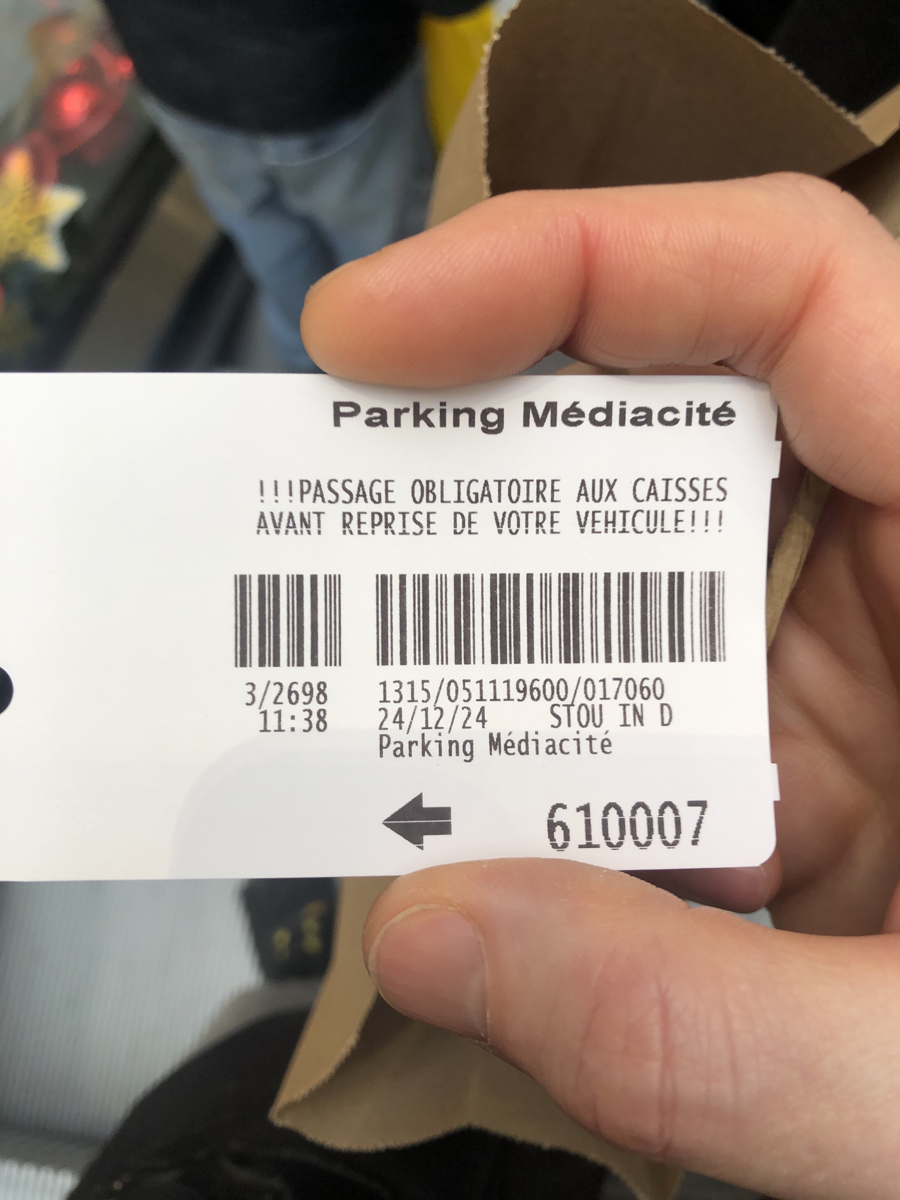 Parking Médiacité
!!!PASSAGE OBLIGATOIRE AUX CAISSES
AVANT REPRISE DE VOTRE VEHICULE!!!
3/2698 1315/051119600/017060
11:38 24/12/24 STOU IN D
Parking Médiacité
610007